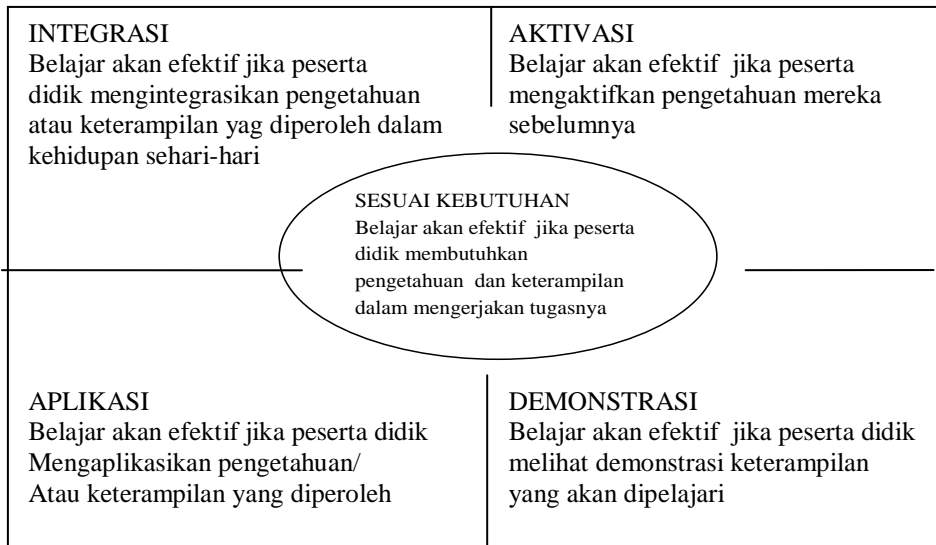 INTEGRASI
Belajar akan efektif jika peserta
didik mengintegrasikan pengetahuan
atau keterampilan yag diperoleh dalam
kehidupan sehari-hari
AKTIVASI
Belajar akan efektif jika peserta
mengaktifkan pengetahuan mereka
sebelumnya
SESUAI KEBUTUHAN
Belajar akan efektif jika peserta
didik membutuhkan
pengetahuan dan keterampilan
dalam mengerjakan tugasnya
APLIKASI
Belajar akan efektif jika peserta didik
Mengaplikasikan pengetahuan/
Atau keterampilan yang diperoleh
DEMONSTRASI
Belajar akan efektif jika peserta didik
melihat demonstrasi keterampilan
yang akan dipelajari